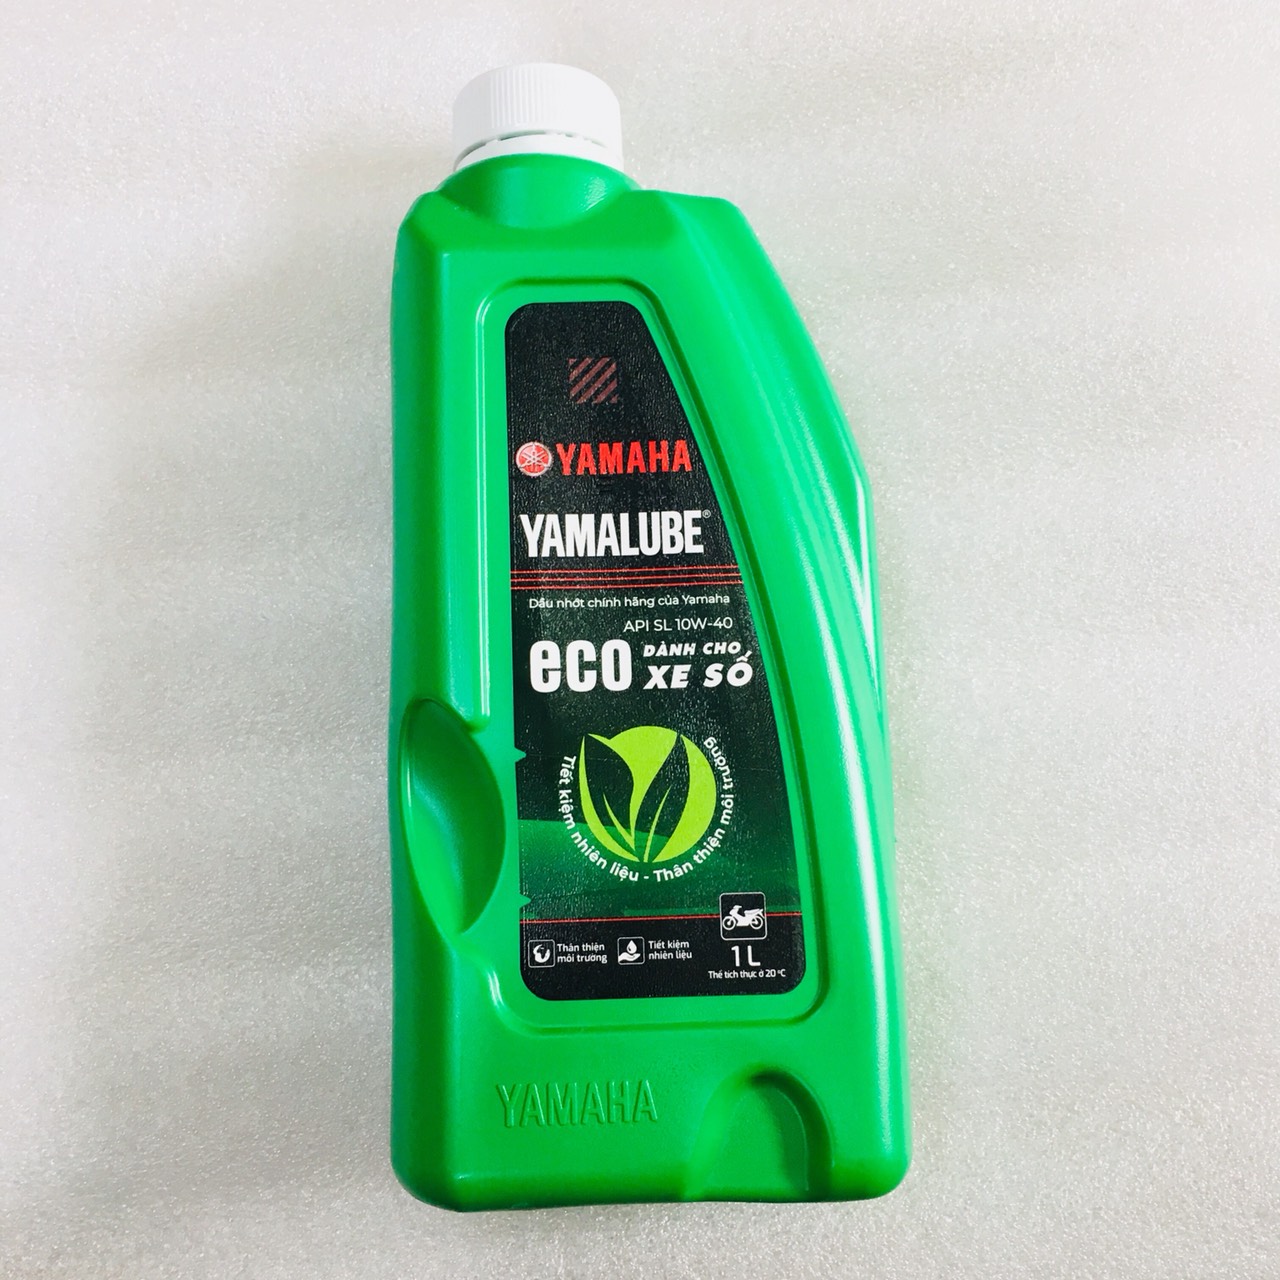 YAMAHA
YAMALUBE®
Dầu nhớt chính hãng của Yamaha
API SL 10W-40
eco DÀNH CHO
XE SỐ
Tiết kiệm nhiên liệu - Thân thiện môi trường
Thân thiện
môi trường
Tiết kiệm
nhiên liệu
1 L
Thể tích thực ở 20 °C
YAMAHA